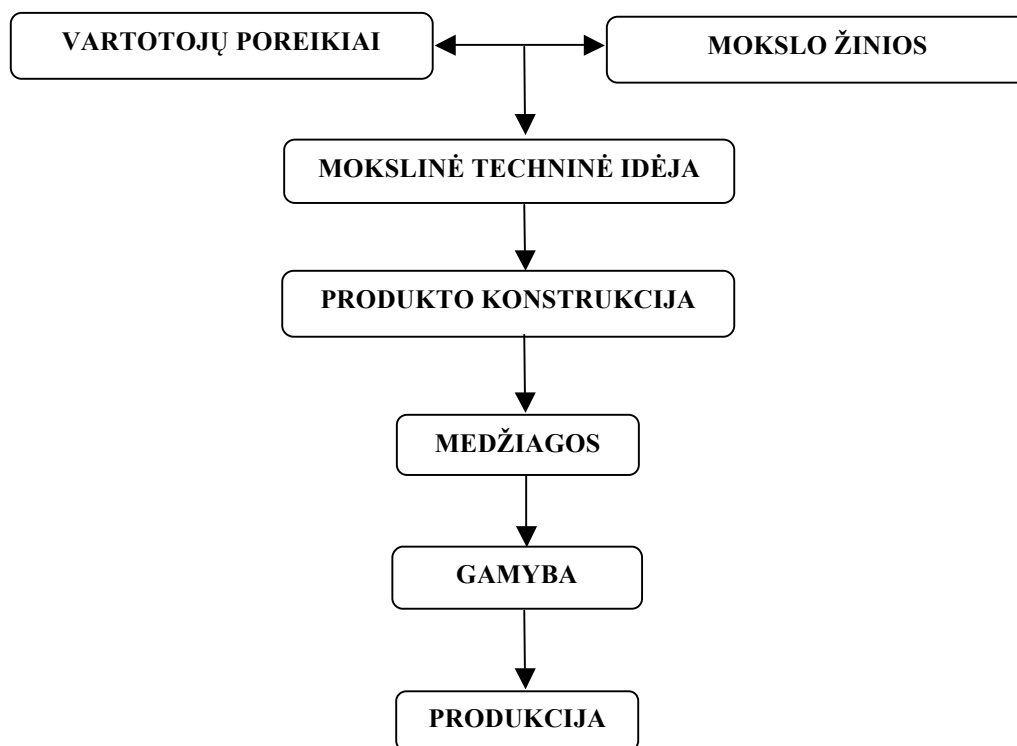 VARTOTOJŲ POREIKIAI
MOKSLO ŽINIOS
MOKSLINĖ TECHNINĖ IDĖJA
PRODUKTO KONSTRUKCIJA
MEDŽIAGOS
GAMYBA
PRODUKCIJA